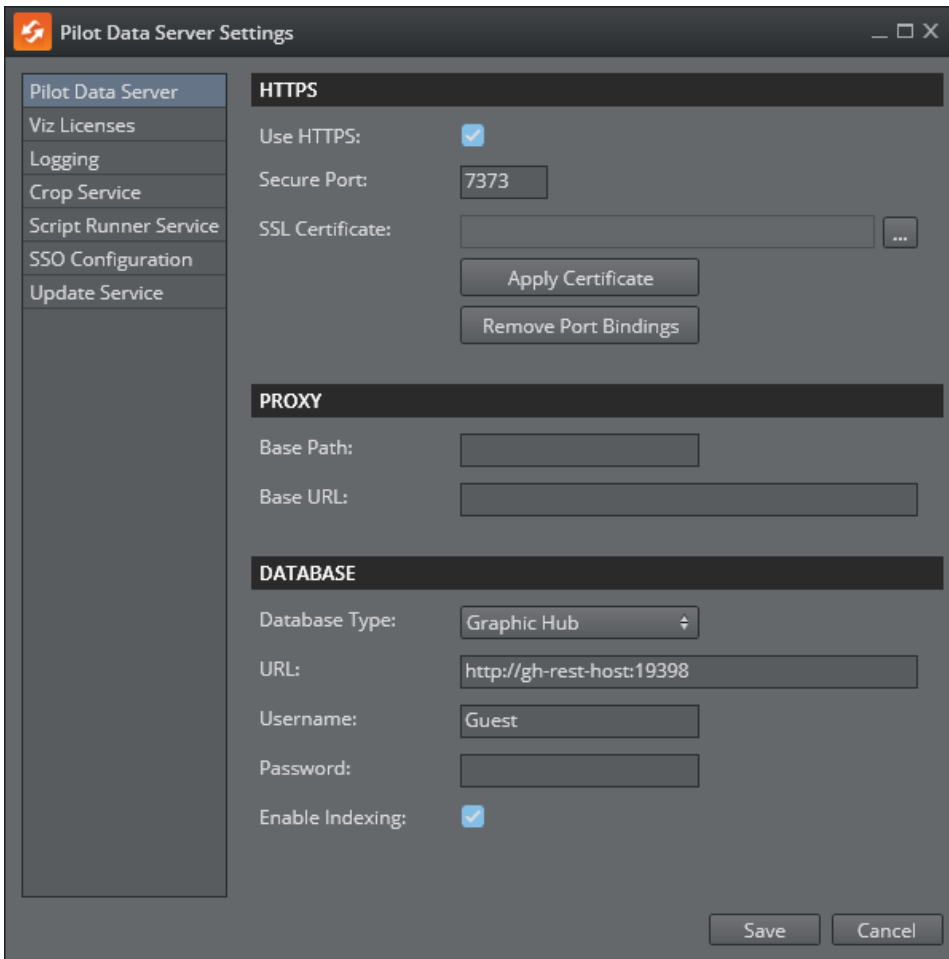 Pilot Data Server Settings
Pilot Data Server
Viz Licenses
Logging
Crop Service
Script Runner Service
SSO Configuration
Update Service
HTTPS
Use HTTPS:
Secure Port: 7373
SSL Certificate: ...
Apply Certificate
Remove Port Bindings
PROXY
Base Path:
Base URL:
DATABASE
Database Type: Graphic Hub
URL: http://gh-rest-host:19398
Username: Guest
Password:
Enable Indexing:
Save Cancel